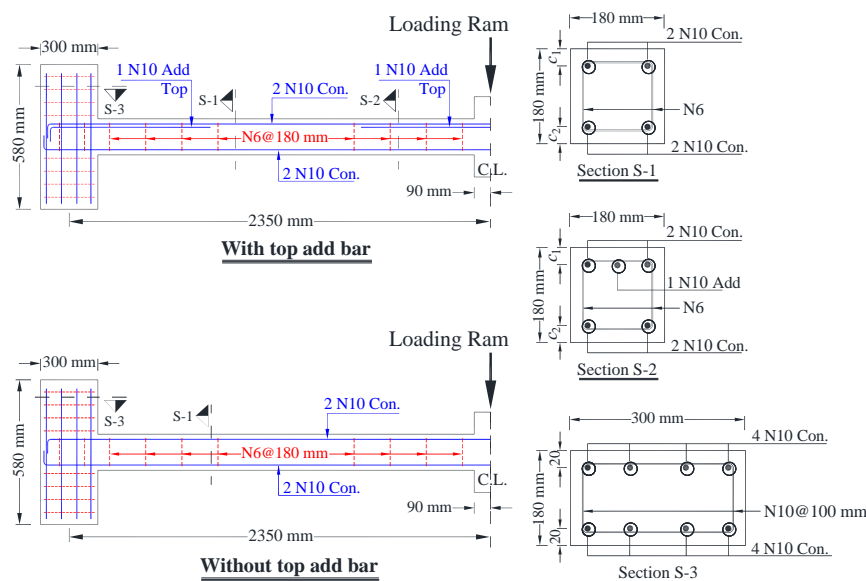 Loading Ram
300 mm
1 N10 Add
Top
2 N10 Con.
1 N10 Add
Top
S-3
S-1
S-2
580 mm
N6@180 mm
2 N10 Con.
C.L.
90 mm
2350 mm
With top add bar
180 mm
2 N10 Con.
c1
180 mm
N6
c2
2 N10 Con.
Section S-1
180 mm
2 N10 Con.
c1
180 mm
1 N10 Add
N6
c2
2 N10 Con.
Section S-2
Loading Ram
300 mm
S-3
S-1
2 N10 Con.
580 mm
N6@180 mm
2 N10 Con.
C.L.
90 mm
2350 mm
Without top add bar
300 mm
4 N10 Con.
20
180 mm
N10@100 mm
20
4 N10 Con.
Section S-3